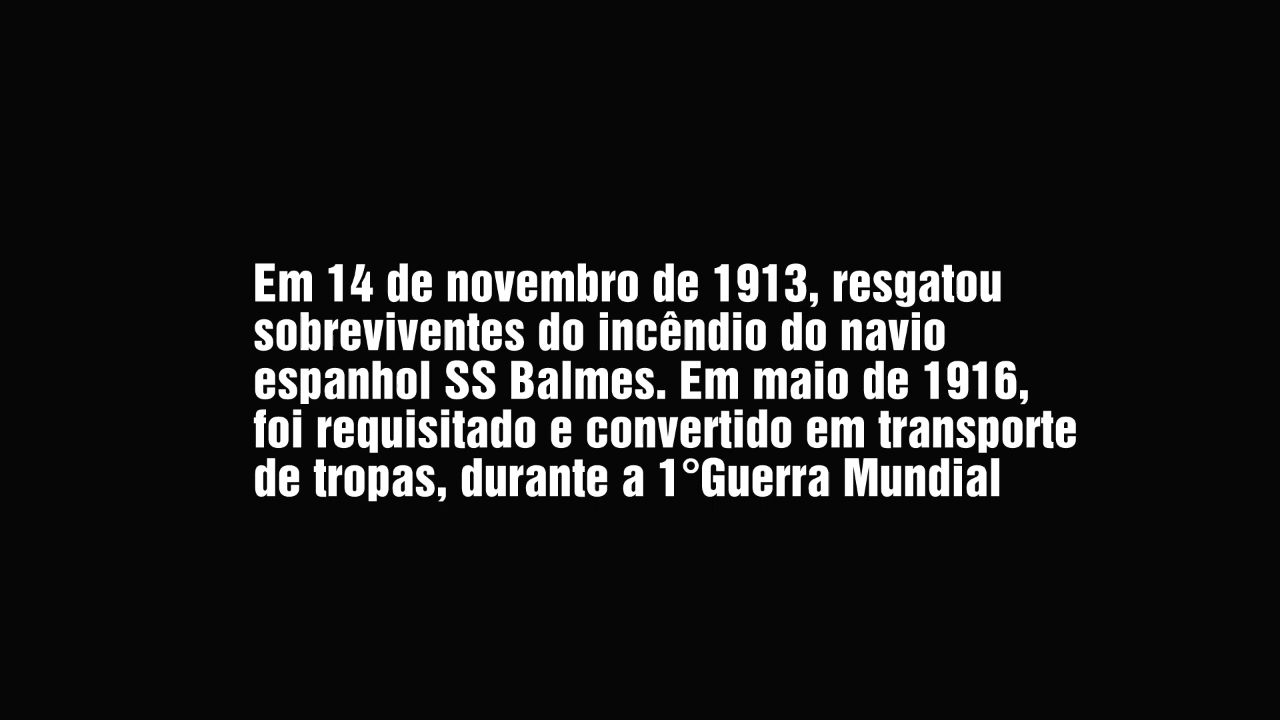 Em 14 de novembro de 1913, resgatou
sobreviventes do incêndio do navio
espanhol SS Balmes. Em maio de 1916,
foi requisitado e convertido em transporte
de tropas, durante a 1°Guerra Mundial